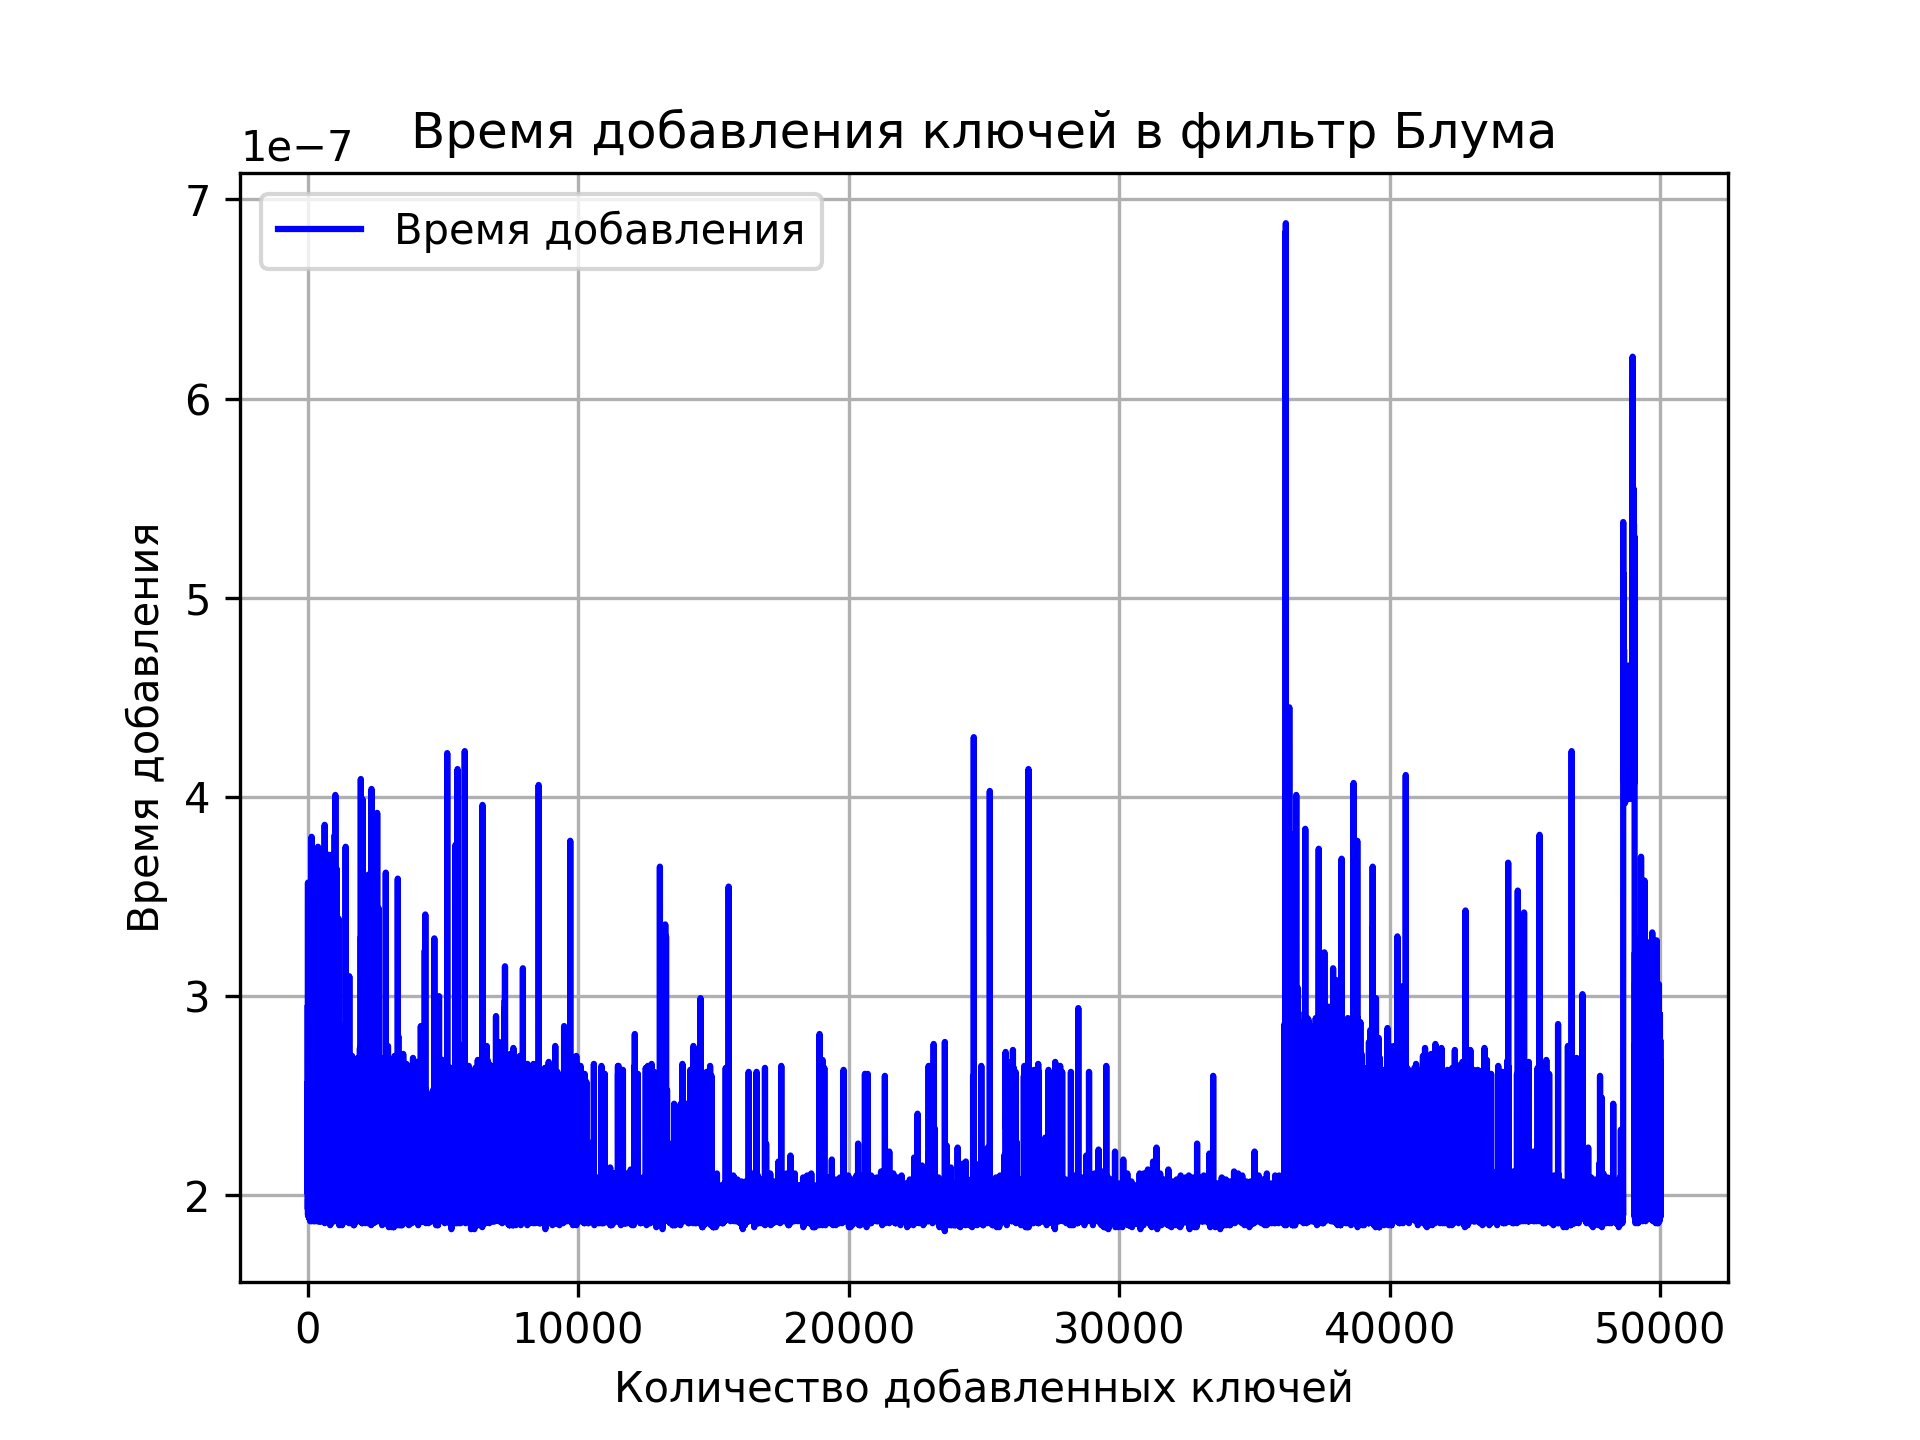 Время добавления ключей в фильтр Блума
1e−7
Время добавления
7
6
5
4
3
2
Время добавления
0 10000 20000 30000 40000 50000
Количество добавленных ключей